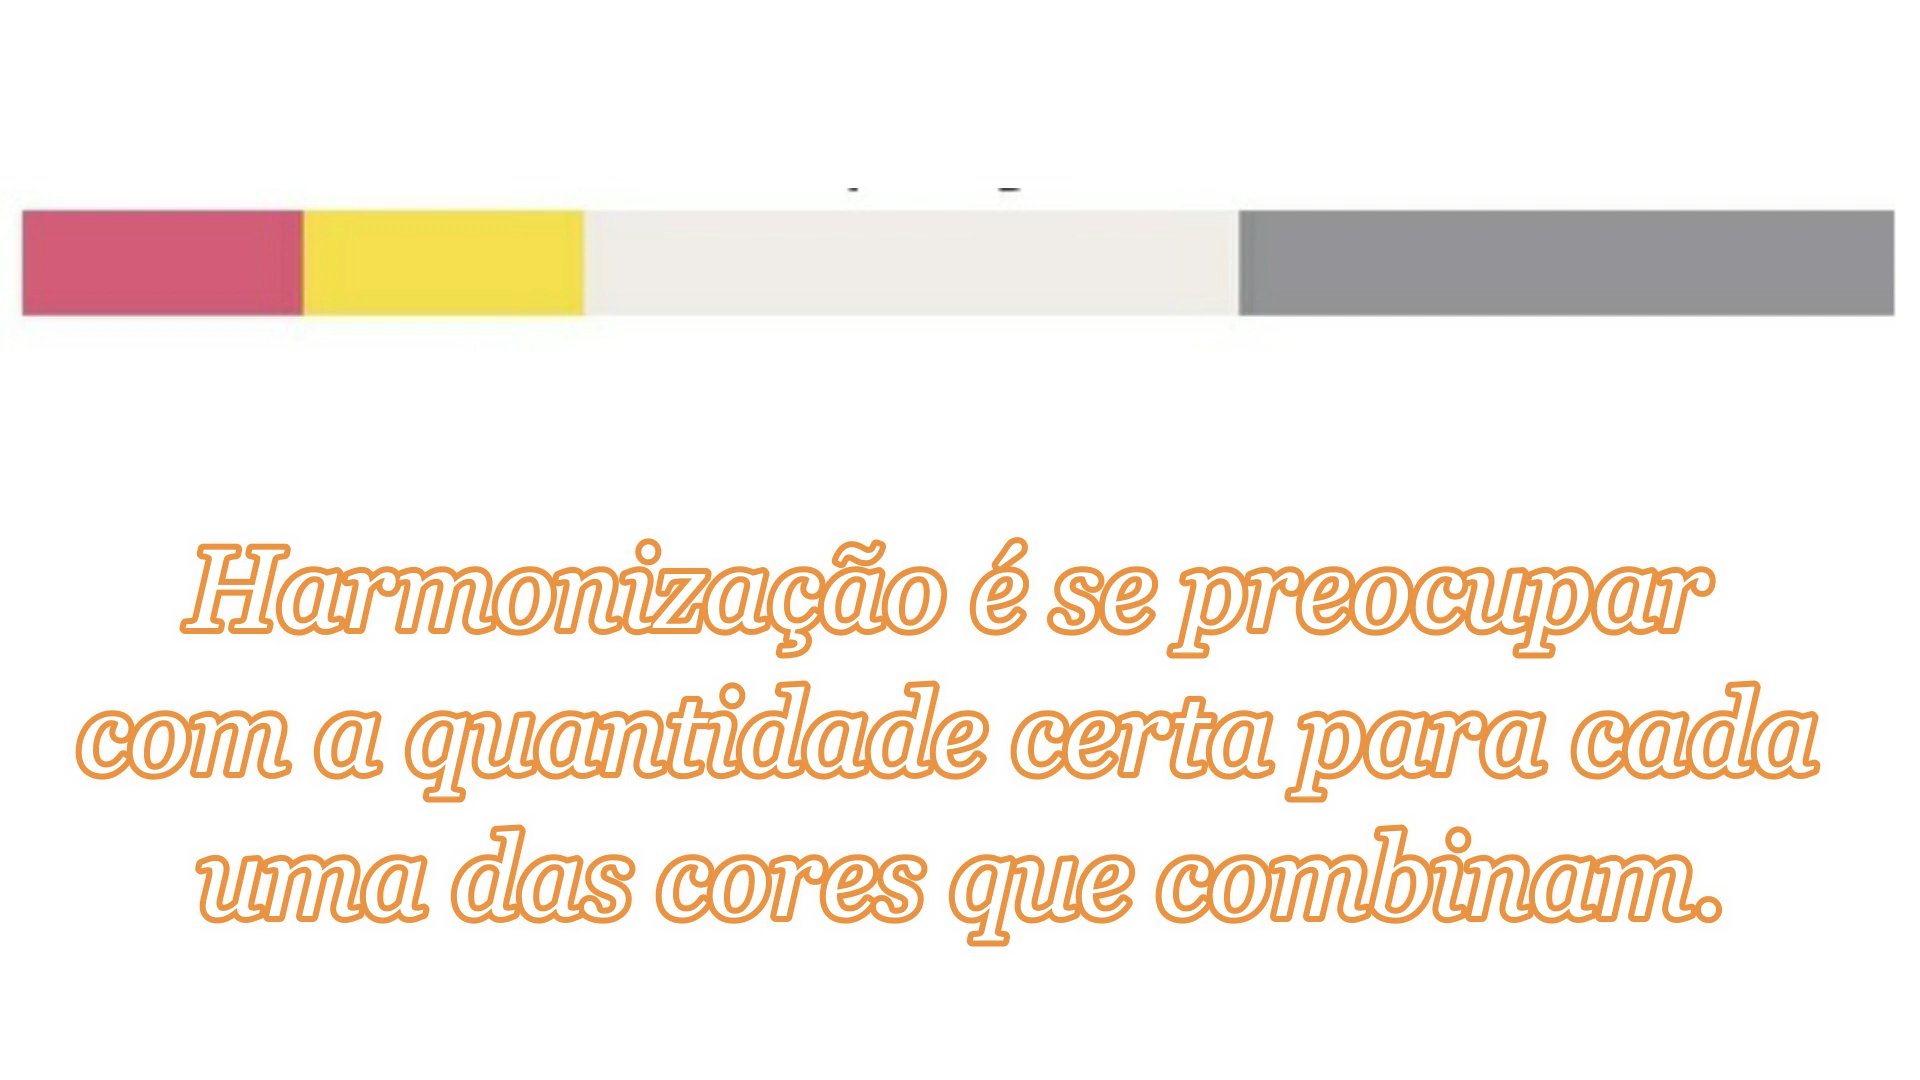 Harmonização é se preocupar
com a quantidade certa para cada
uma das cores que combinam.